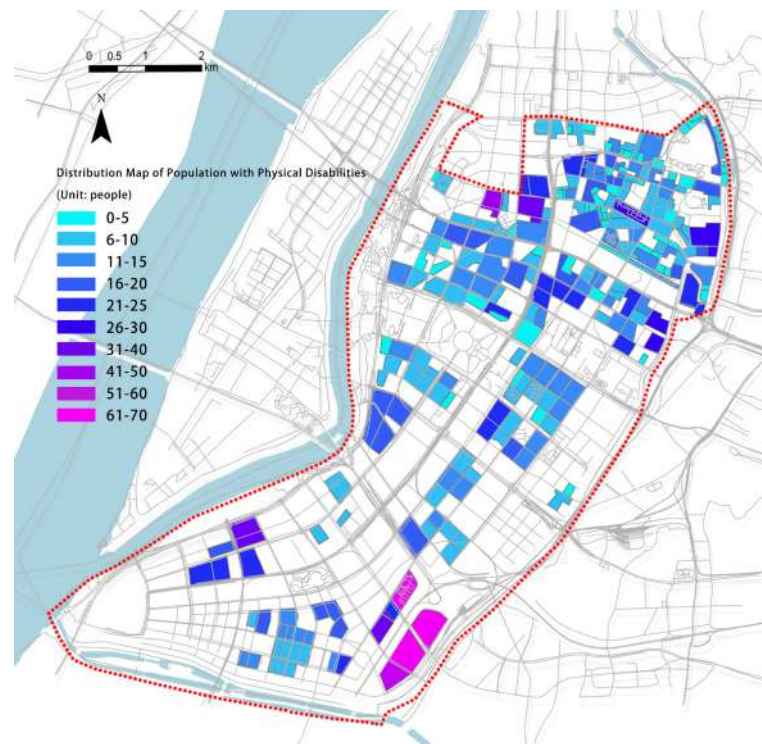 0 0.5 1 2
km
N
Distribution Map of Population with Physical Disabilities
(Unit: people)
0-5
6-10
11-15
16-20
21-25
26-30
31-40
41-50
51-60
61-70